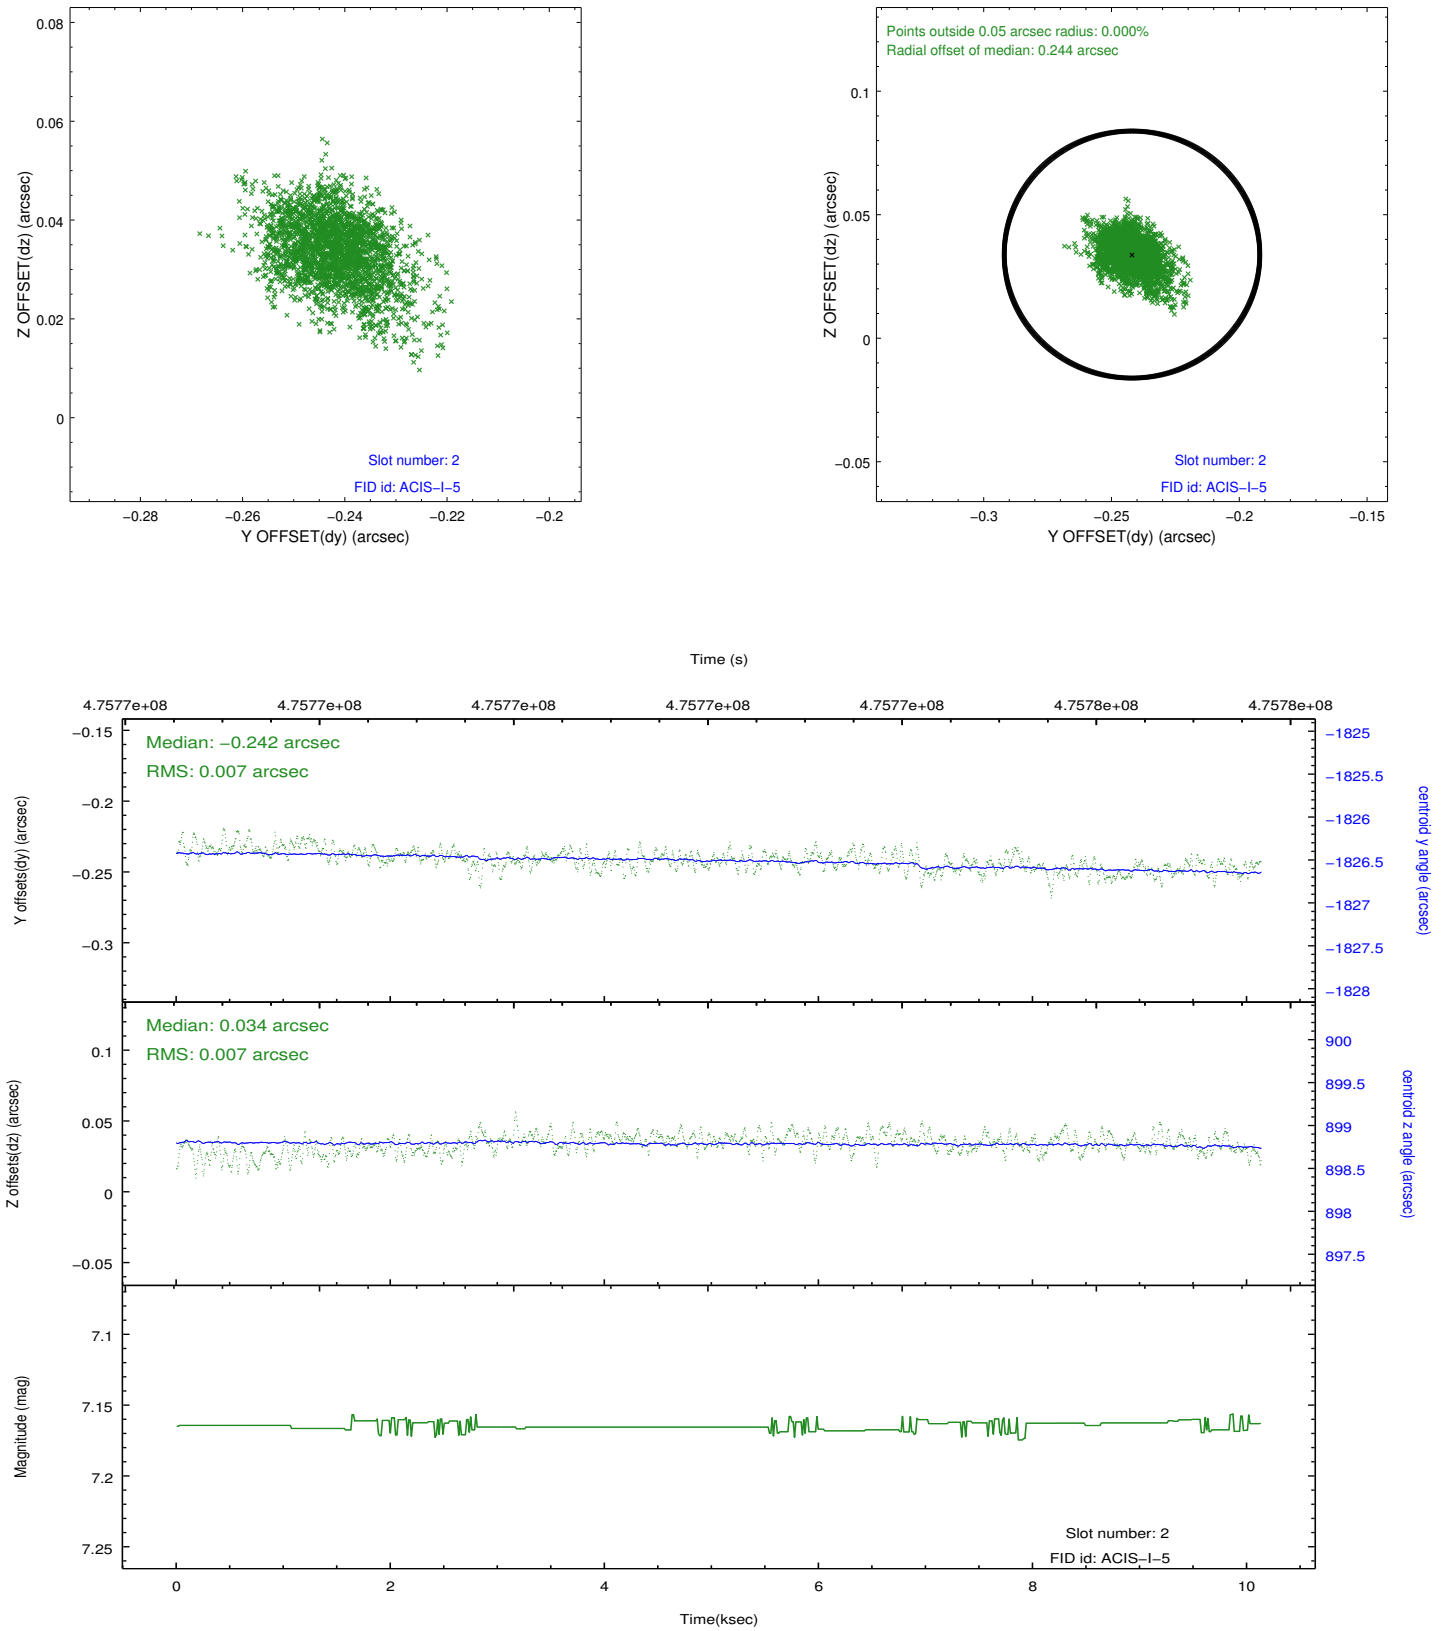 0.08
0.06
0.04
0.02
0
Z OFFSET(dz) (arcsec)
Slot number: 2
FID id: ACIS−I−5
−0.28
−0.26
−0.24
−0.22
−0.2
Y OFFSET(dy) (arcsec)
Points outside 0.05 arcsec radius: 0.000%
Radial offset of median: 0.244 arcsec
0.1
0.05
0
−0.05
Z OFFSET(dz) (arcsec)
Slot number: 2
FID id: ACIS−I−5
−0.3
−0.25
−0.2
−0.15
Y OFFSET(dy) (arcsec)
Time (s)
4.7577e+08
4.7577e+08
4.7577e+08
4.7577e+08
4.7577e+08
4.7578e+08
4.7578e+08
Median: −0.242 arcsec
RMS: 0.007 arcsec
−0.15
−0.2
−0.25
−0.3
Y offsets(dy) (arcsec)
−1825
−1825.5
−1826
−1826.5
−1827
−1827.5
−1828
centroid y angle (arcsec)
Median: 0.034 arcsec
RMS: 0.007 arcsec
0.1
0.05
0
−0.05
Z offsets(dz) (arcsec)
900
899.5
899
898.5
898
897.5
centroid z angle (arcsec)
7.1
7.15
7.2
7.25
Magnitude (mag)
Slot number: 2
FID id: ACIS−I−5
0
2
4
6
8
10
Time(ksec)